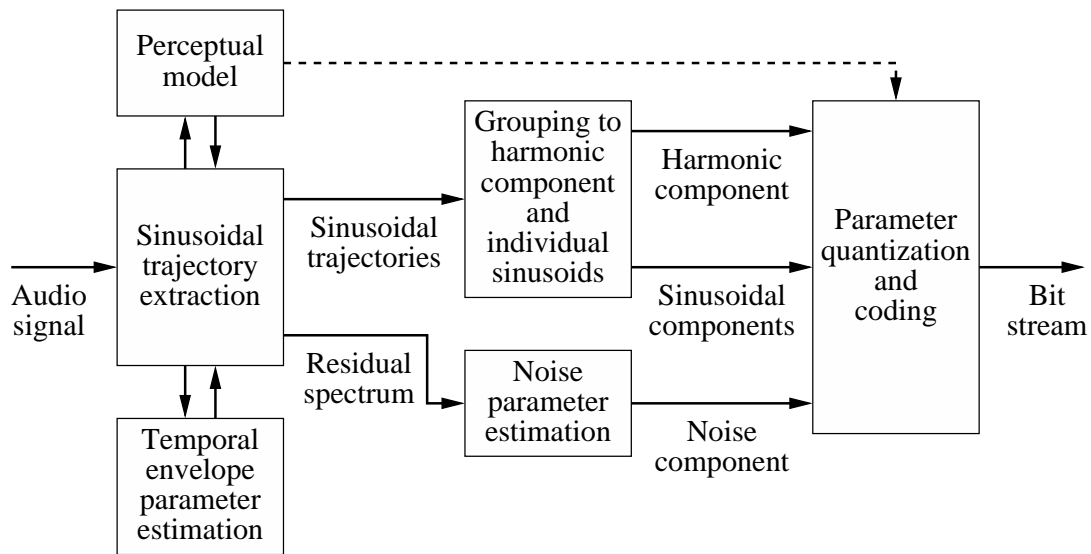 Perceptual
model
Sinusoidal
trajectory
extraction
Audio
signal
Temporal
envelope
parameter
estimation
Sinusoidal
trajectories
Residual
spectrum
Grouping to
harmonic
component
and
individual
sinusoids
Noise
parameter
estimation
Harmonic
component
Sinusoidal
components
Noise
component
Parameter
quantization
and
coding
Bit
stream